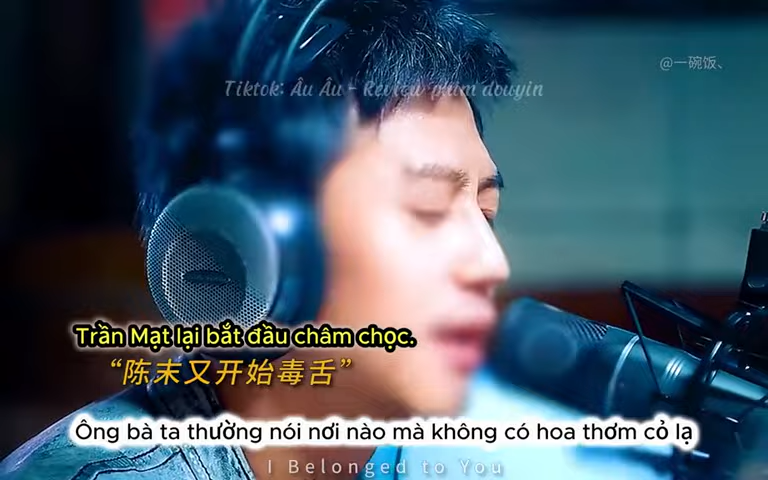 @一碗饭、
Tiktok: Âu Âu - Review phim douyin
Trần Mạt lại bắt đầu châm chọc.
“陈末又开始毒舌”
Ông bà ta thường nói nơi nào mà không có hoa thơm cỏ lạ
I Belonged to You